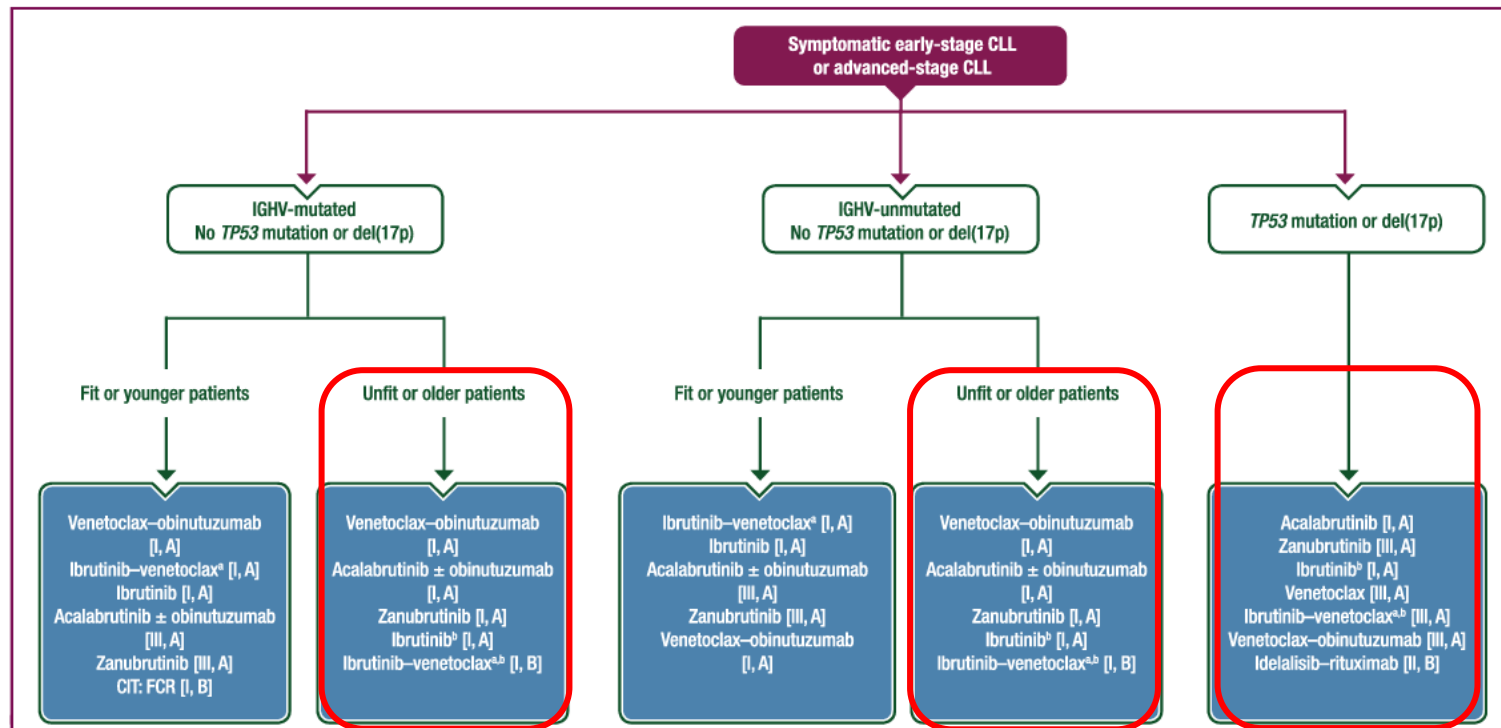 Symptomatic early-stage CLL
or advanced-stage CLL
IGHV-mutated
No TP53 mutation or del(17p)
IGHV-unmutated
No TP53 mutation or del(17p)
TP53 mutation or del(17p)
Fit or younger patients
Unfit or older patients
Fit or younger patients
Unfit or older patients
Venetoclax–obinutuzumab
[I, A]
Ibrutinib–venetoclaxᵃ [I, A]
Ibrutinib [I, A]
Acalabrutinib ± obinutuzumab
[III, A]
Zanubrutinib [III, A]
CIT: FCR [I, B]
Venetoclax–obinutuzumab
[I, A]
Acalabrutinib ± obinutuzumab
[I, A]
Zanubrutinib [I, A]
Ibrutinibᵇ [I, A]
Ibrutinib–venetoclaxᵃ,ᵇ [I, B]
Ibrutinib–venetoclaxᵃ [I, A]
Ibrutinib [I, A]
Acalabrutinib ± obinutuzumab
[III, A]
Zanubrutinib [III, A]
Venetoclax–obinutuzumab
[I, A]
Venetoclax–obinutuzumab
[I, A]
Acalabrutinib ± obinutuzumab
[I, A]
Zanubrutinib [I, A]
Ibrutinibᵇ [I, A]
Ibrutinib–venetoclaxᵃ,ᵇ [I, B]
Acalabrutinib [I, A]
Zanubrutinib [III, A]
Ibrutinibᵇ [I, A]
Venetoclax [III, A]
Ibrutinib–venetoclaxᵃ,ᵇ [III, A]
Venetoclax–obinutuzumab [III, A]
Idelalisib–rituximab [II, B]